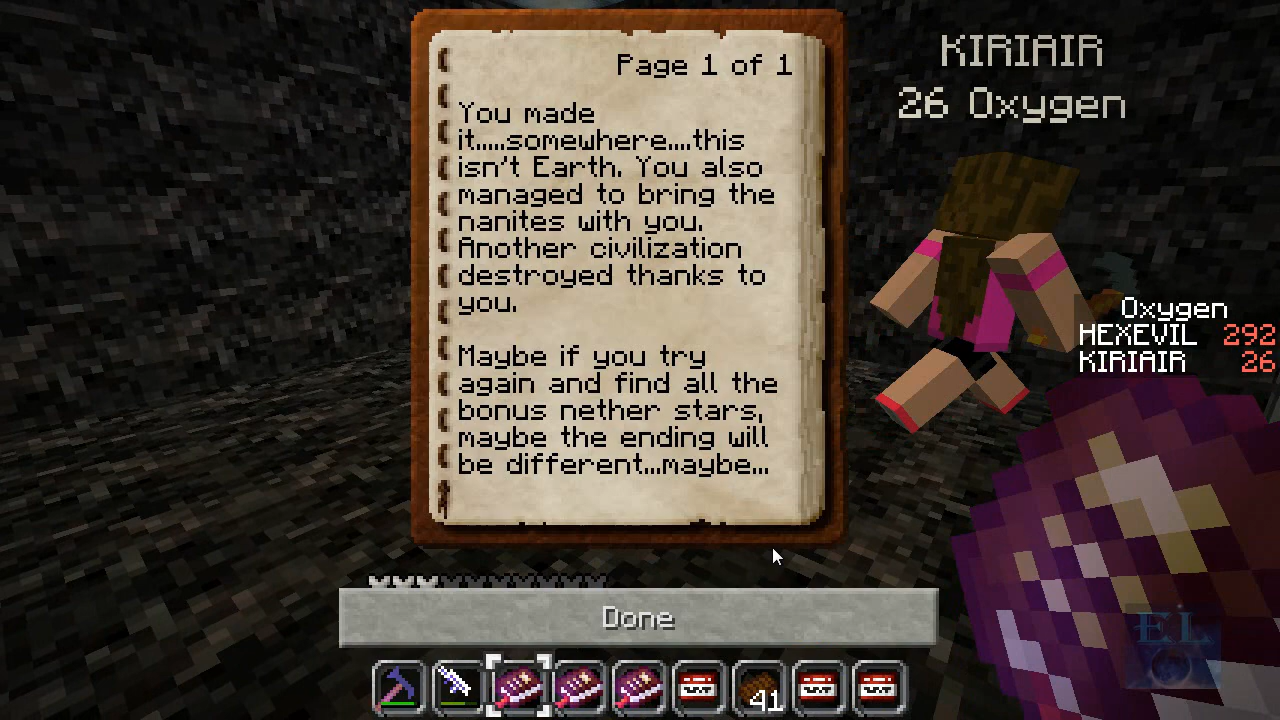 Page 1 of 1
KIRIAIR
26 Oxygen
You made
it.....somewhere....this
isn't Earth. You also
managed to bring the
nanites with you.
Another civilization
destroyed thanks to
you.
Maybe if you try
again and find all the
bonus nether stars,
maybe the ending will
be different...maybe...
Oxygen
HEXEVIL 292
KIRIAIR 26
Done
41
EL